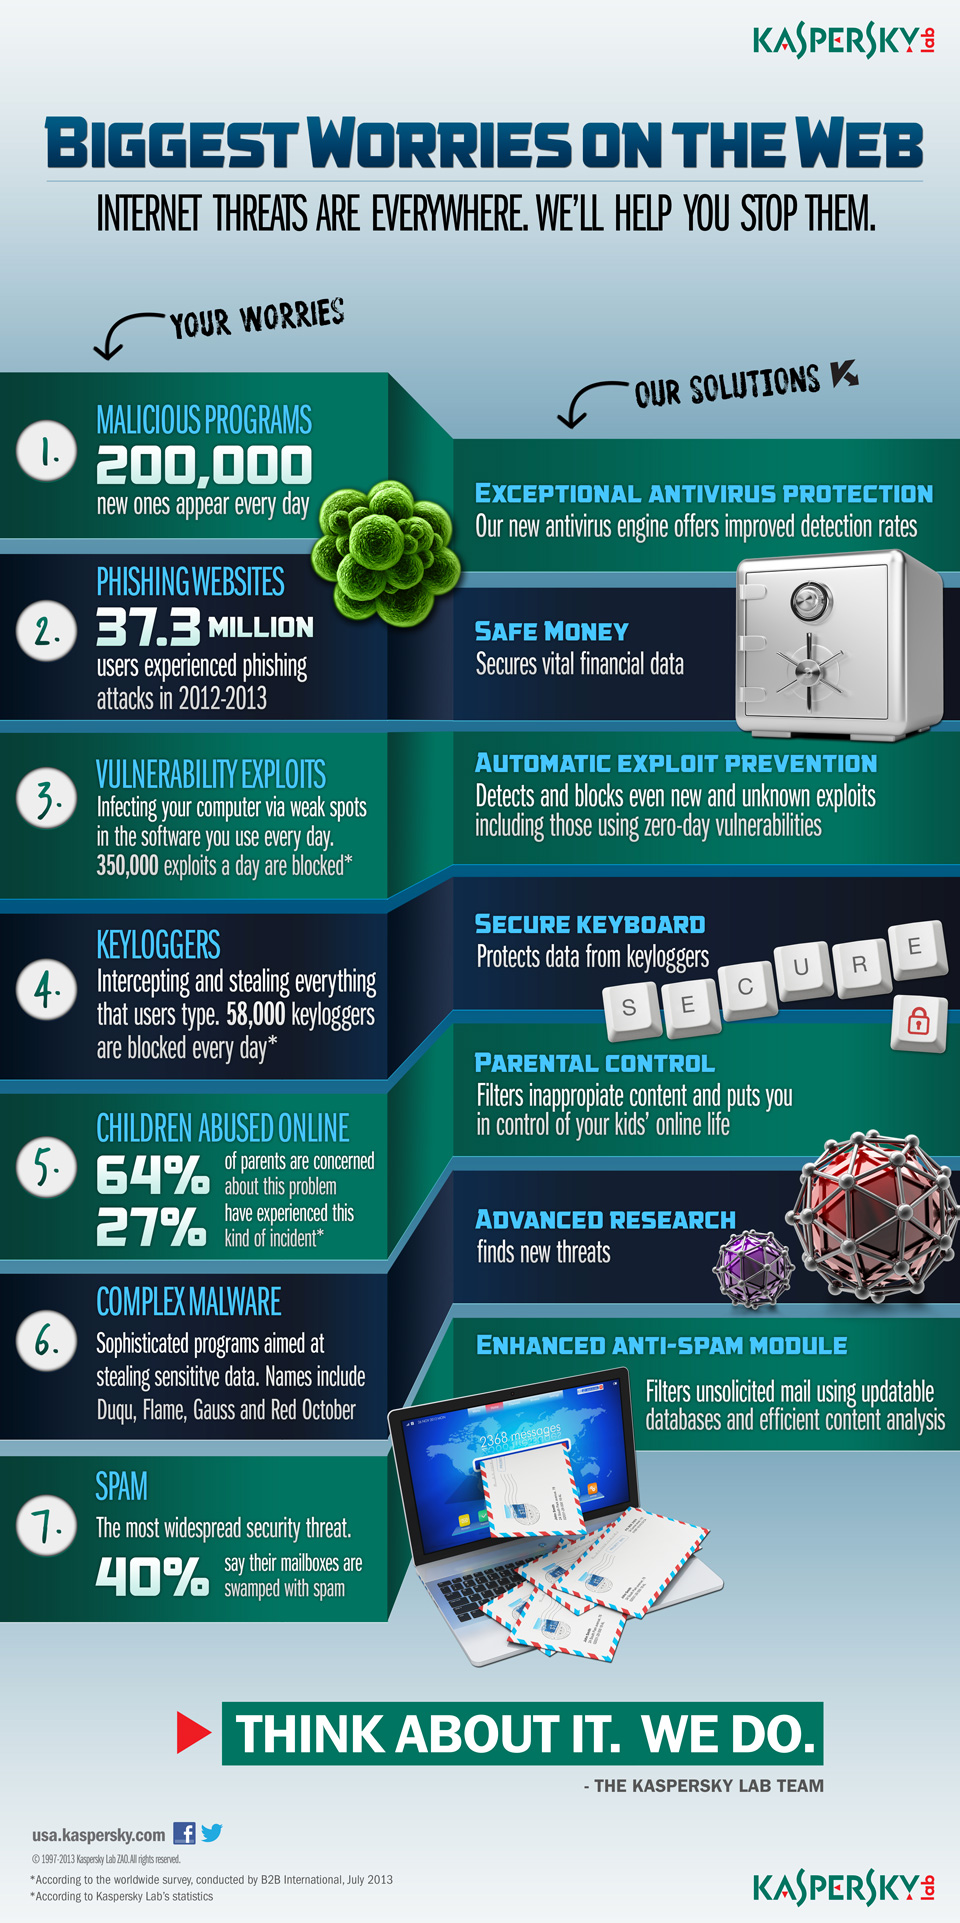 KASPERSKY lab
BIGGEST WORRIES ON THE WEB
INTERNET THREATS ARE EVERYWHERE. WE'LL HELP YOU STOP THEM.
YOUR WORRIES
OUR SOLUTIONS
1.
MALICIOUS PROGRAMS
200,000
new ones appear every day
EXCEPTIONAL ANTIVIRUS PROTECTION
Our new antivirus engine offers improved detection rates
2.
PHISHING WEBSITES
37.3 MILLION
users experienced phishing
attacks in 2012-2013
SAFE MONEY
Secures vital financial data
3.
VULNERABILITY EXPLOITS
Infecting your computer via weak spots
in the software you use every day.
350,000 exploits a day are blocked*
AUTOMATIC EXPLOIT PREVENTION
Detects and blocks even new and unknown exploits
including those using zero-day vulnerabilities
4.
KEYLOGGERS
Intercepting and stealing everything
that users type. 58,000 keyloggers
are blocked every day*
SECURE KEYBOARD
Protects data from keyloggers
S E C U R E
5.
CHILDREN ABUSED ONLINE
64% of parents are concerned
about this problem
27% have experienced this
kind of incident*
PARENTAL CONTROL
Filters inappropiate content and puts you
in control of your kids' online life
6.
COMPLEX MALWARE
Sophisticated programs aimed at
stealing sensititve data. Names include
Duqu, Flame, Gauss and Red October
ADVANCED RESEARCH
finds new threats
7.
SPAM
The most widespread security threat.
40% say their mailboxes are
swamped with spam
ENHANCED ANTI-SPAM MODULE
Filters unsolicited mail using updatable
databases and efficient content analysis
2368 messages
THINK ABOUT IT. WE DO.
- THE KASPERSKY LAB TEAM
usa.kaspersky.com
© 1997-2013 Kaspersky Lab ZAO. All rights reserved.
*According to the worldwide survey, conducted by B2B International, July 2013
*According to Kaspersky Lab's statistics
KASPERSKY lab